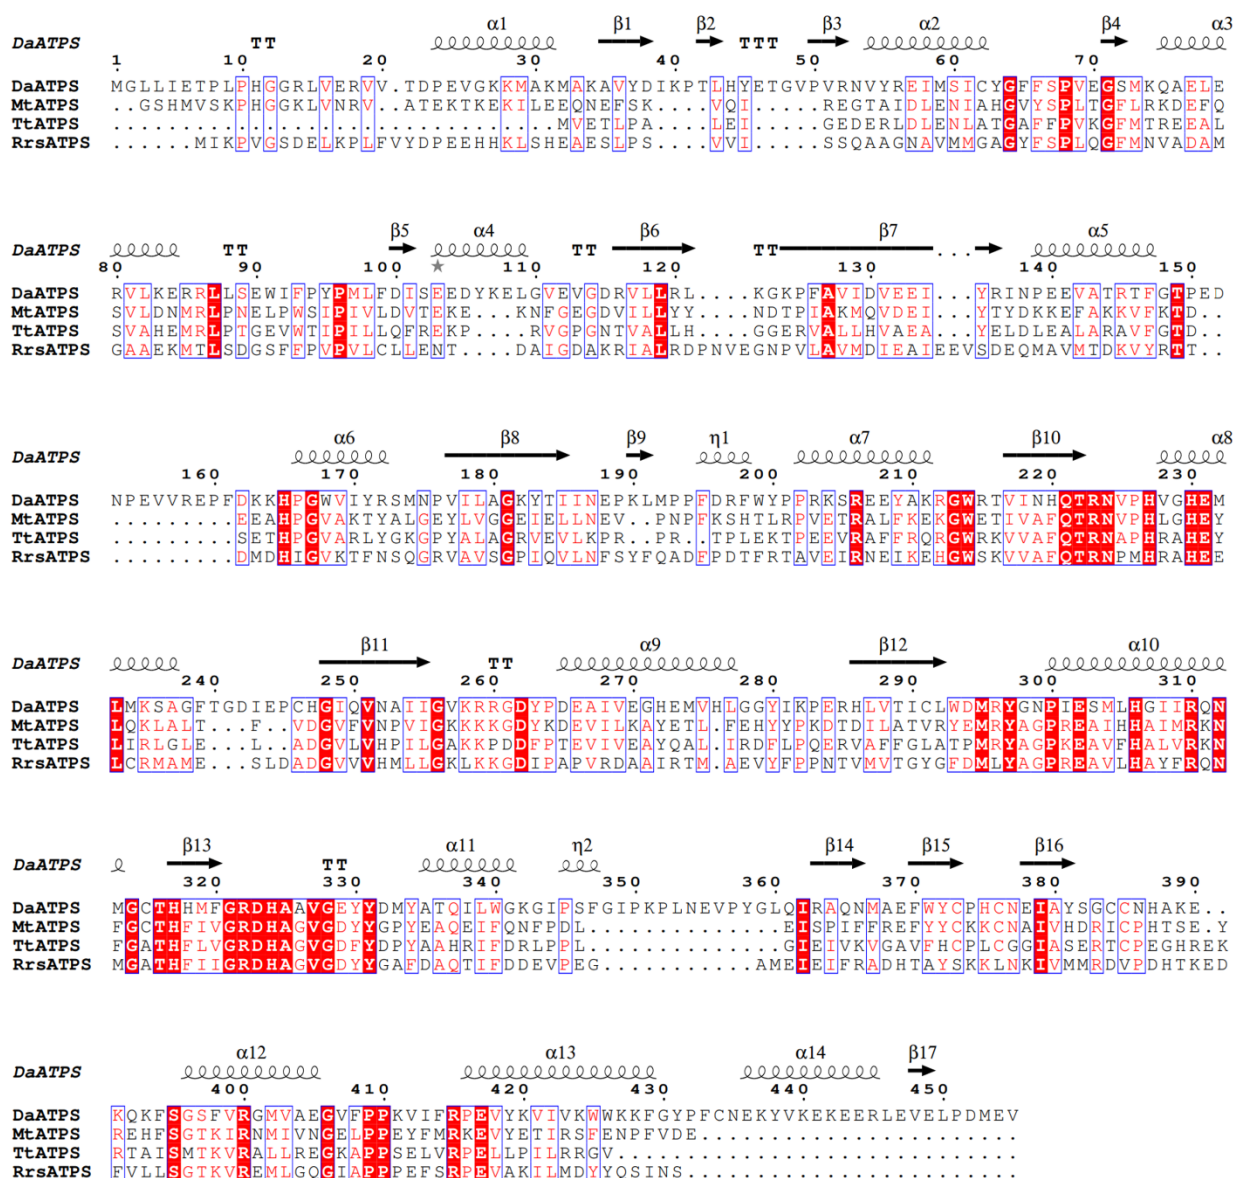 α1 β1 β2 β3 α2 β4 α3
DaATPS TT TTT
1 10 20 30 40 50 60 70
DaATPS MGLLIETPLPHGGRLVERVV.TDPEVGKKMAKMAKAVYDIKPTLHYETGVPVRNVYREIMSICYGFFSPVEGSMKQAELE
MtATPS ..GSHMVSKPHGGKLVNRV..ATEKTKEKILEEQNEFSK....VQI....REGTAIDLENIAHGVYSPLTGFLRKDEFQ
TtATPS ................................MVETLPA....LEI.....GEDERLDLENLATGAFFPVKGFMTREEAL
RrsATPS ......MIKPVGSDELKPLFVYDPEEHHKLSHEAESLPS....VVI.....SSQAAGNAVMMGAGYFSPLQGFMNVADAM
β5 α4 β6 β7 α5
DaATPS TT TT TT ...
80 90 100 ★ 110 120 130 140 150
DaATPS RVLKERRLLSEWIFPYPMLFDISEEDYKELGVEVGDRVLLRL....KGKPFAVIDVEEI...YRINPEEVATRTFGTPED
MtATPS SVLDNMRLPNELPWSIPIVLDVTEKE....KNFGEGDVILLYY....NDTPIAKMQVDEI...YTYDKKEFAKKVFKTD..
TtATPS SVAHEMRLPTGEVWTIPILLQFREKP....RVGPGNTVALLH....GGERVALLHVAEA...YELDLEALARAVFGTD..
RrsATPS GAAEKMTLSDGSFFPVPVLCLLENT....DAIGDAKRIALRDPNVEGNPVLAVMDIEAIEEVSDEQMAVMTDKVYRTT..
α6 β8 β9 η1 α7 β10 α8
DaATPS
160 170 180 190 200 210 220 230
DaATPS NPEVVREPFDKKHPGWVIYRSMNPVILAGKYTIINEPKLMPPFDRFWYPPRKSREEYAKRGWRTVINHQTRNVPHVGHEM
MtATPS .........EEAHPGVAKTYALGEYLVGGEIELLNEV..PNPFKSHTLRPVETRALFKEKGWETIVAFQTRNVPHLGHEY
TtATPS .........SETHPGVARLYGKGPYALAGRVEVLKPR..PR.TPLEKTPEEVRAFFRQRGWRKVVAFQTRNAPHRAHEY
RrsATPS .........DMDHIGVKTFNSQGRVAVSGPIQVLNFSYFQADFPDTFRTAVEIRNEIKEHGWSKVVAFQTRNPMHRAHEE
β11 α9 β12 α10
DaATPS TT
240 250 260 270 280 290 300 310
DaATPS LMKSAGFTGDIEPCHGIQVNAIIGVKRRGDYPDEAIVEGHEMVHLGGYIKPERHLVTICLWDMRYGNPIESMLHGIIRQN
MtATPS LQKLALT...F..VDGVFVNPVIGKKKKGDYKDEVILKAYETL.FEHYYPKDTDILATVRYEMRYAGPREAIHHAIMRKN
TtATPS LIRLGLE...L..ADGVLVHPILGAKKPDDFPTEVIVEAYQAL.IRDFLPQERVAFFGLATPMRYAGPKEAVFHALVRKN
RrsATPS LCRMAME...SLDADGVVVHMLLGKLKKGDIPAPVRDAAIRTM.AEVYFPPNTVMVTGYGFDMLYAGPREAVLHAYFRQN
β13 α11 η2 β14 β15 β16
DaATPS TT
320 330 340 350 360 370 380 390
DaATPS MGCTHHMFGRDHAAVGEYYDMYATQILWGKGIPSFGIPKPLNEVPYGLQIRAQNMAEFWYCPHCNEIAYSGCCNHAKE..
MtATPS FGCTHFIVGRDHAGVGDYYGPYEAQEIFQNFPDL............EISPIFFREFYYCKKCNAIVHDRICPHTSE.Y
TtATPS FGATHFLVGRDHAGVGDYYDPYAAHRIFDRLPPL............GIEIVKVGAVFHCPLCGGIASERTCPEGHREK
RrsATPS MGATHFIIGRDHAGVGDYYGAFDAQTIFDDEVPEG...........AMEIEIFRADHTAYSKKLNKIVMMRDVPDHTKED
α12 α13 α14 β17
DaATPS
400 410 420 430 440 450
DaATPS KQKFSGSFVRGMVAEGVFPPKVIFRPEVYKVIVKWWKKFGYPFCNEKYVKEKEERLEVELPDMEV
MtATPS REHFSGTKIRNMIVNGELPPEYFMRKEVYETIRSFENPFVDE.......................
TtATPS RTAISMTKVRALLREGKAPPSELVRPELLPILRRGV.............................
RrsATPS FVLLSGTKVREMLGQGIAPPPEFSRPEVAKILMDYYQSINS........................